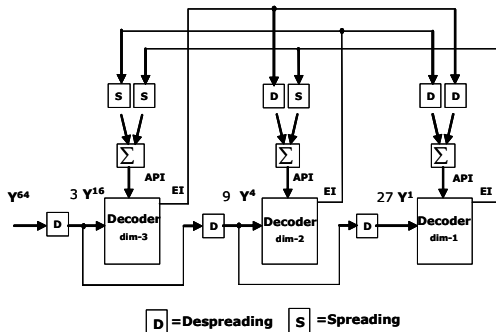 S S D S D D
Σ Σ Σ
API EI API EI API EI
Y64 3 Y16 9 Y4 27 Y1
D Decoder dim-3 D Decoder dim-2 D Decoder dim-1
D =Despreading S =Spreading